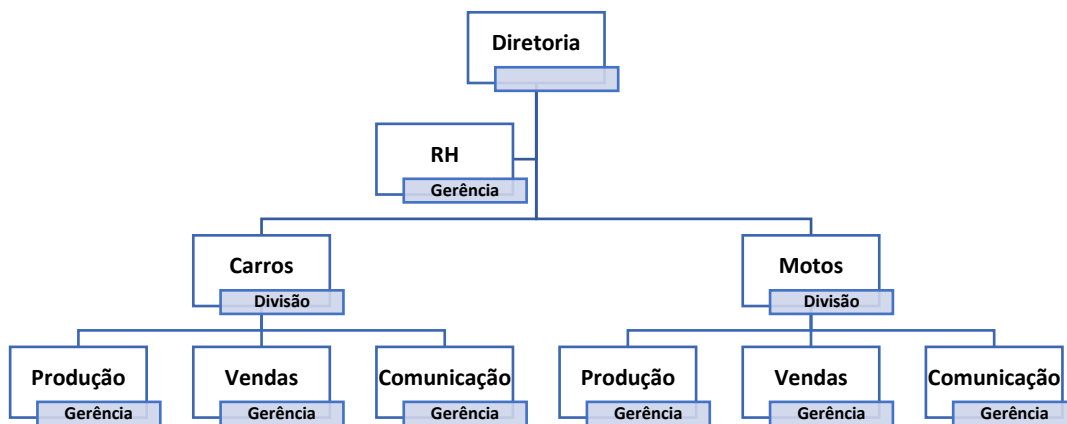 Diretoria
RH
Gerência
Carros
Divisão
Motos
Divisão
Produção
Gerência
Vendas
Gerência
Comunicação
Gerência
Produção
Gerência
Vendas
Gerência
Comunicação
Gerência